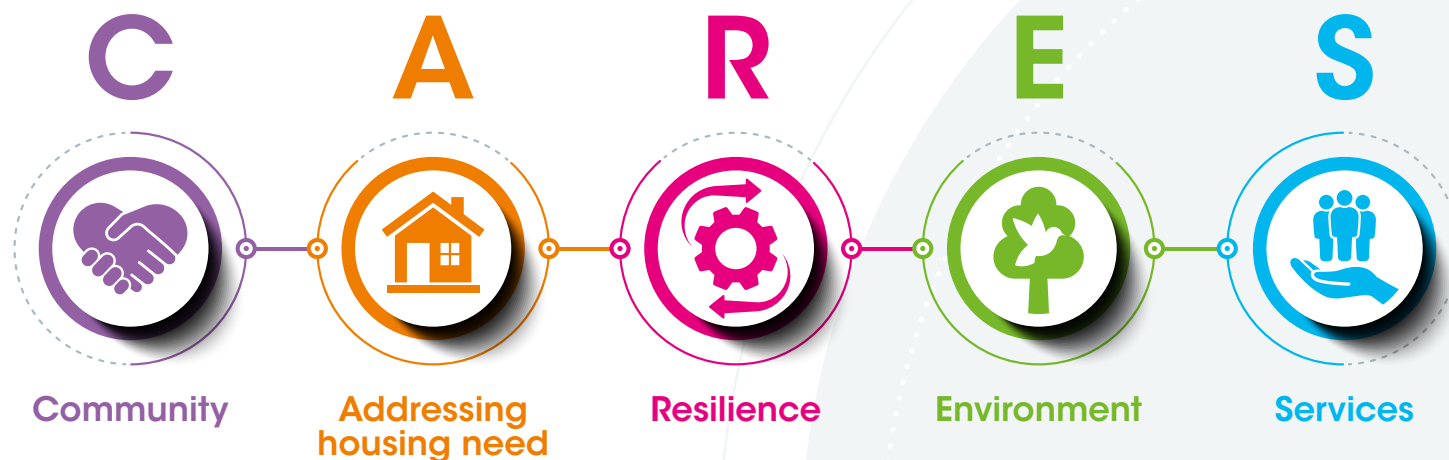 C A R E S
Community
Addressing
housing need
Resilience
Environment
Services